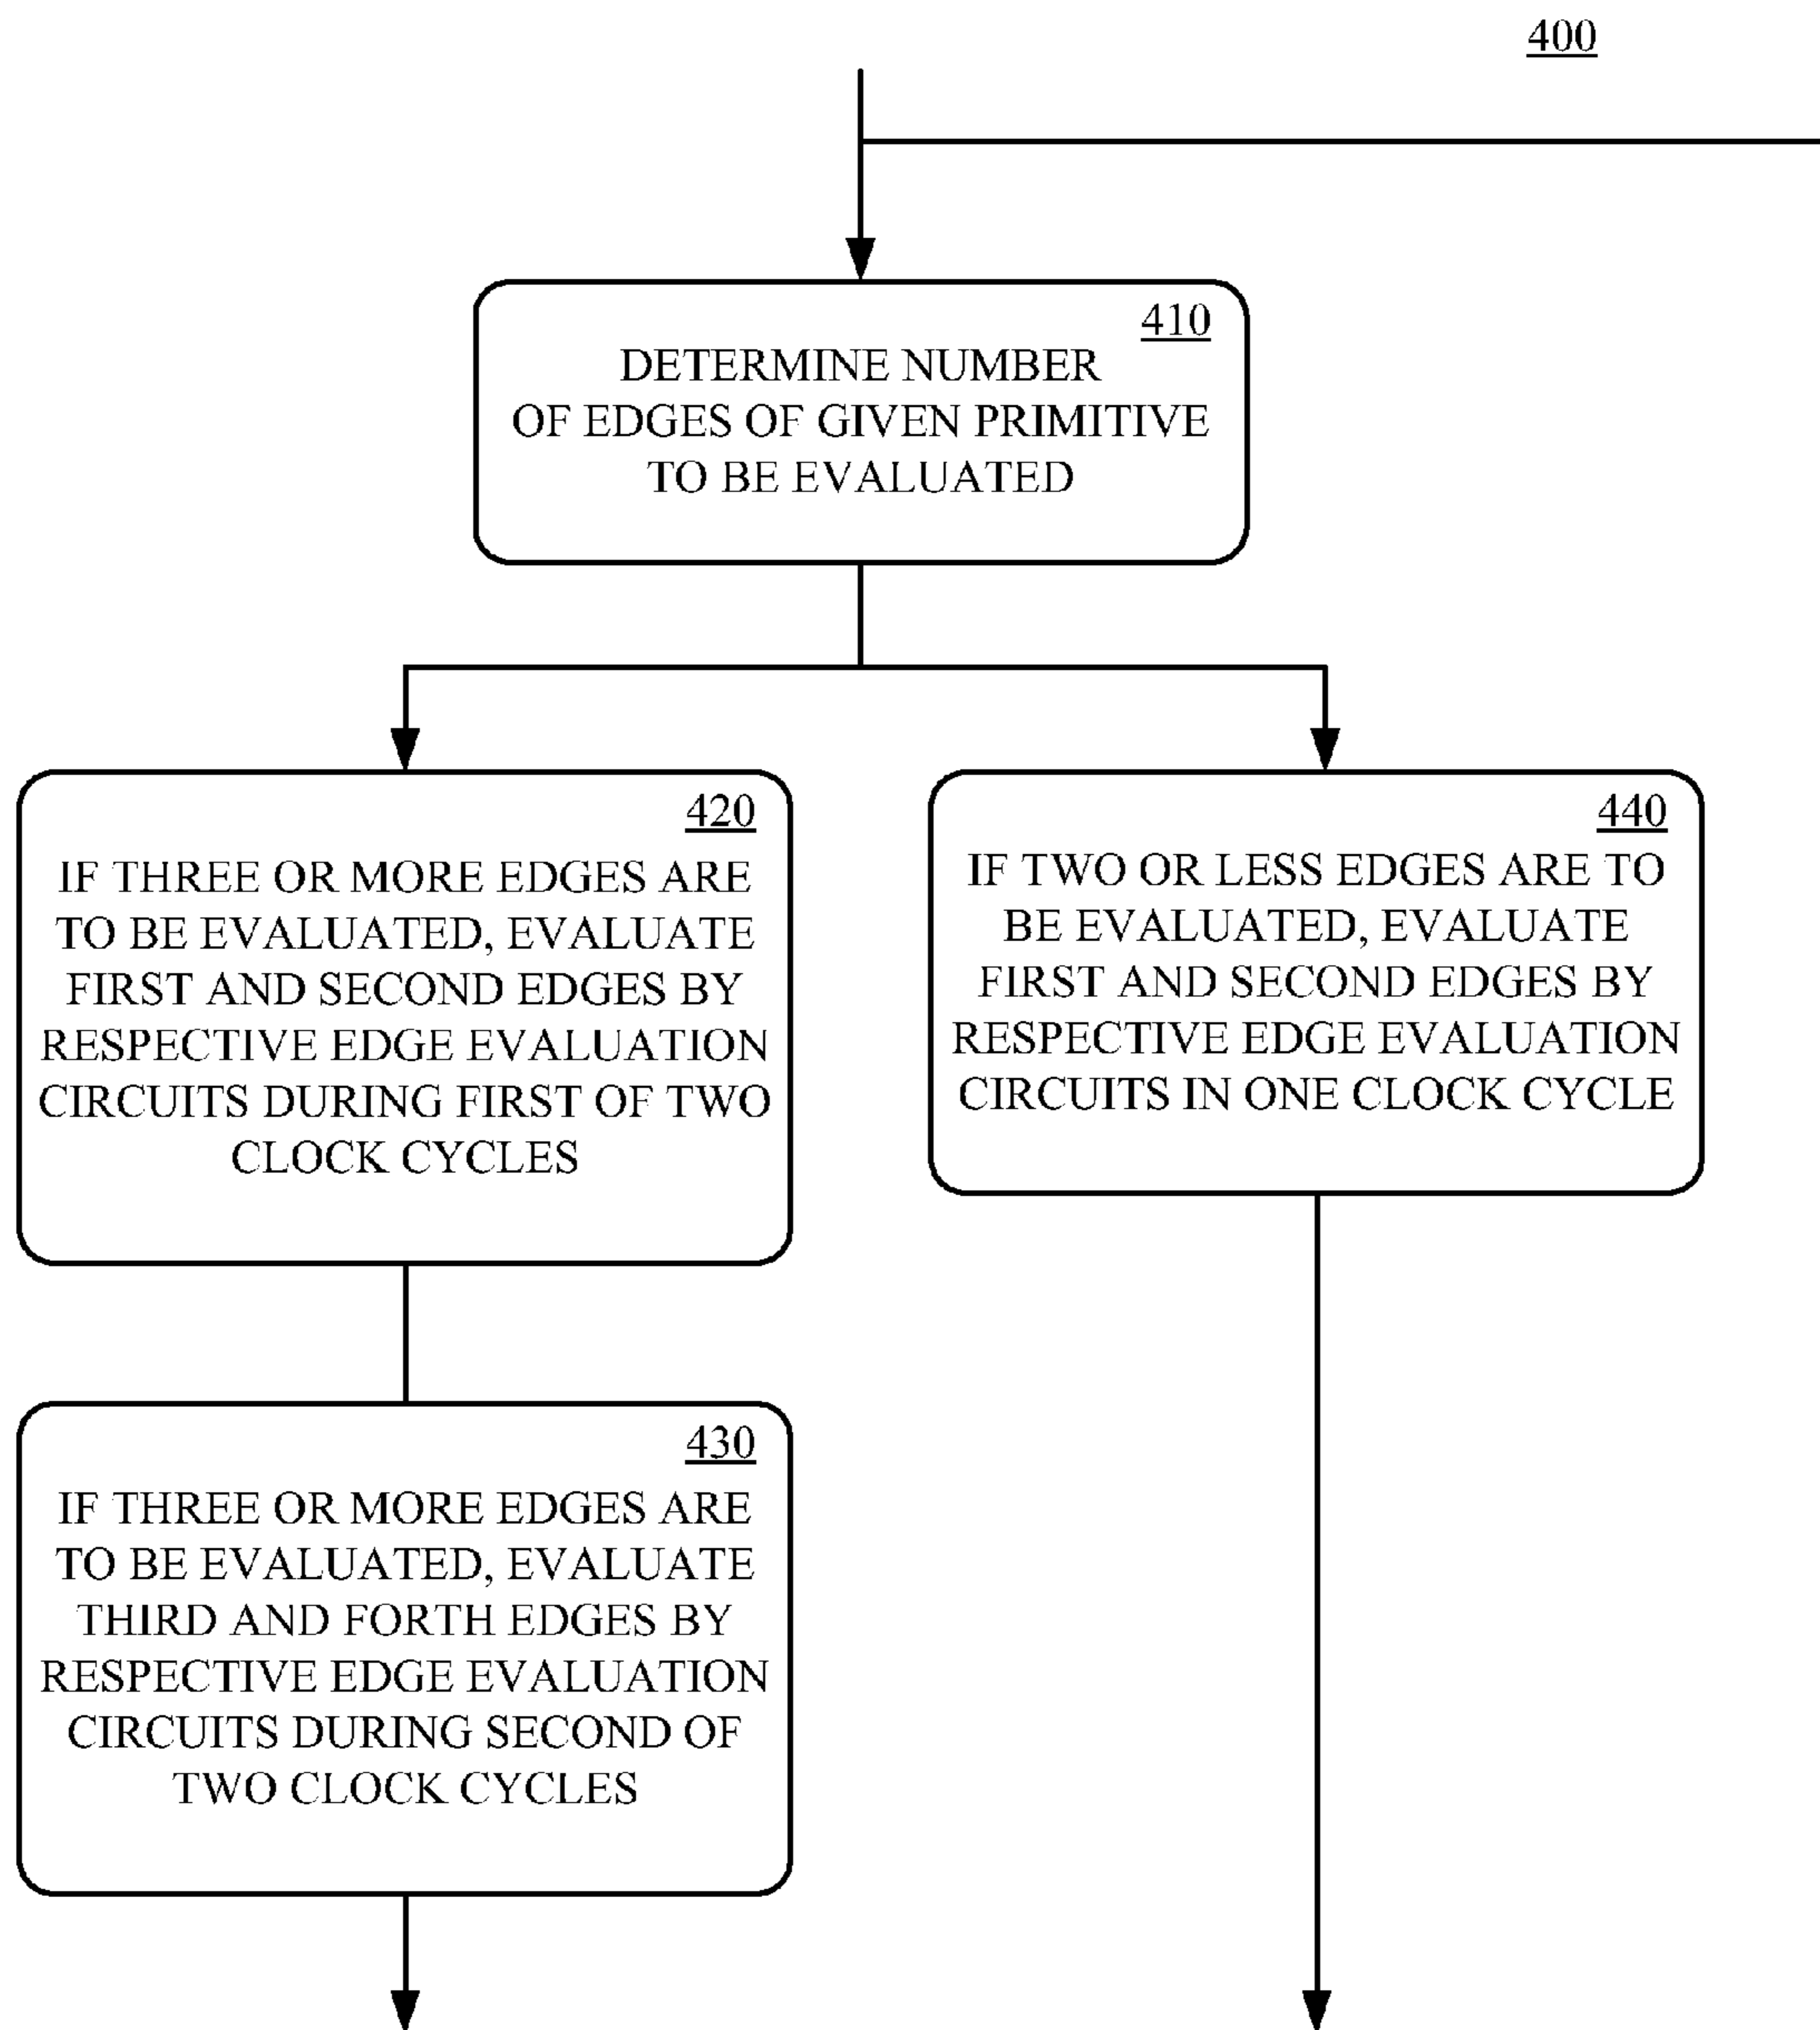 400
410
DETERMINE NUMBER
OF EDGES OF GIVEN PRIMITIVE
TO BE EVALUATED
420
IF THREE OR MORE EDGES ARE
TO BE EVALUATED, EVALUATE
FIRST AND SECOND EDGES BY
RESPECTIVE EDGE EVALUATION
CIRCUITS DURING FIRST OF TWO
CLOCK CYCLES
440
IF TWO OR LESS EDGES ARE TO
BE EVALUATED, EVALUATE
FIRST AND SECOND EDGES BY
RESPECTIVE EDGE EVALUATION
CIRCUITS IN ONE CLOCK CYCLE
430
IF THREE OR MORE EDGES ARE
TO BE EVALUATED, EVALUATE
THIRD AND FORTH EDGES BY
RESPECTIVE EDGE EVALUATION
CIRCUITS DURING SECOND OF
TWO CLOCK CYCLES